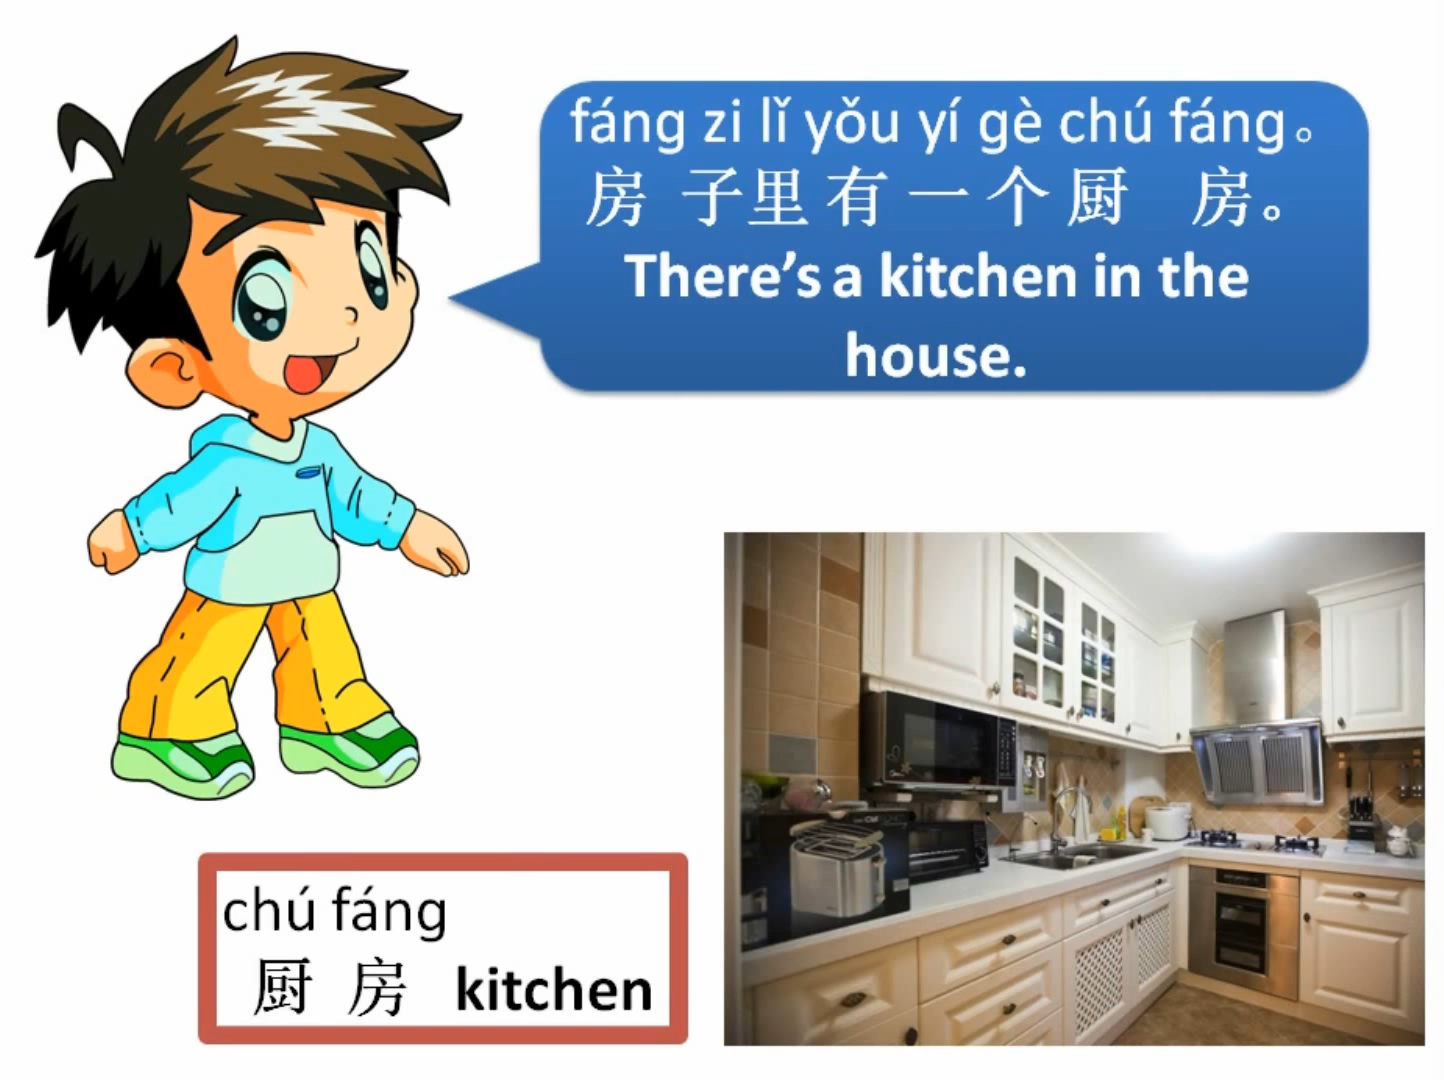 fáng zi lǐ yǒu yí gè chú fáng。
房 子里有一个厨 房。
There's a kitchen in the
house.
chú fáng
厨 房 kitchen